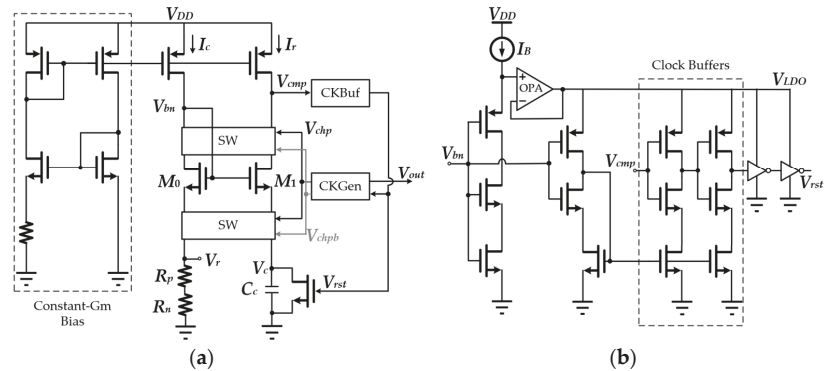 V_DD
I_c
I_r
V_cmp
CKBuf
V_bn
SW
V_chp
M_0
M_1
CKGen
V_out
SW
V_chpb
V_r
V_c
R_p
R_n
C_c
V_rst
Constant-Gm
Bias
(a)
V_DD
I_B
+
OPA
−
Clock Buffers
V_LDO
V_bn
V_cmp
V_rst
(b)